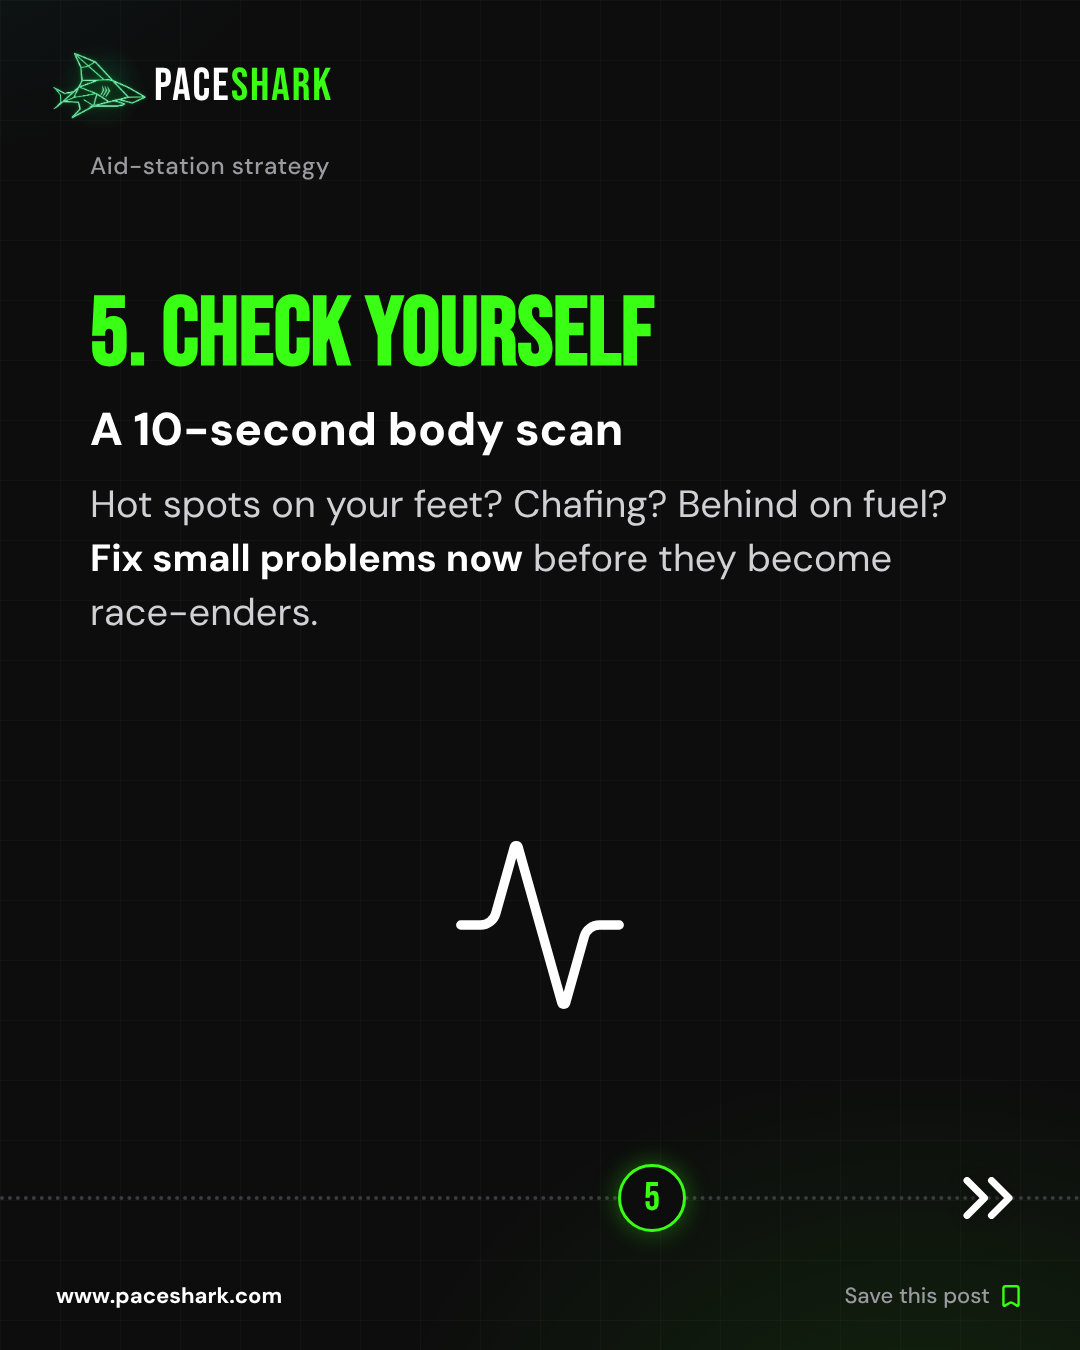 PACESHARK
Aid-station strategy
5. CHECK YOURSELF
A 10-second body scan
Hot spots on your feet? Chafing? Behind on fuel?
Fix small problems now before they become
race-enders.
5
www.paceshark.com
Save this post